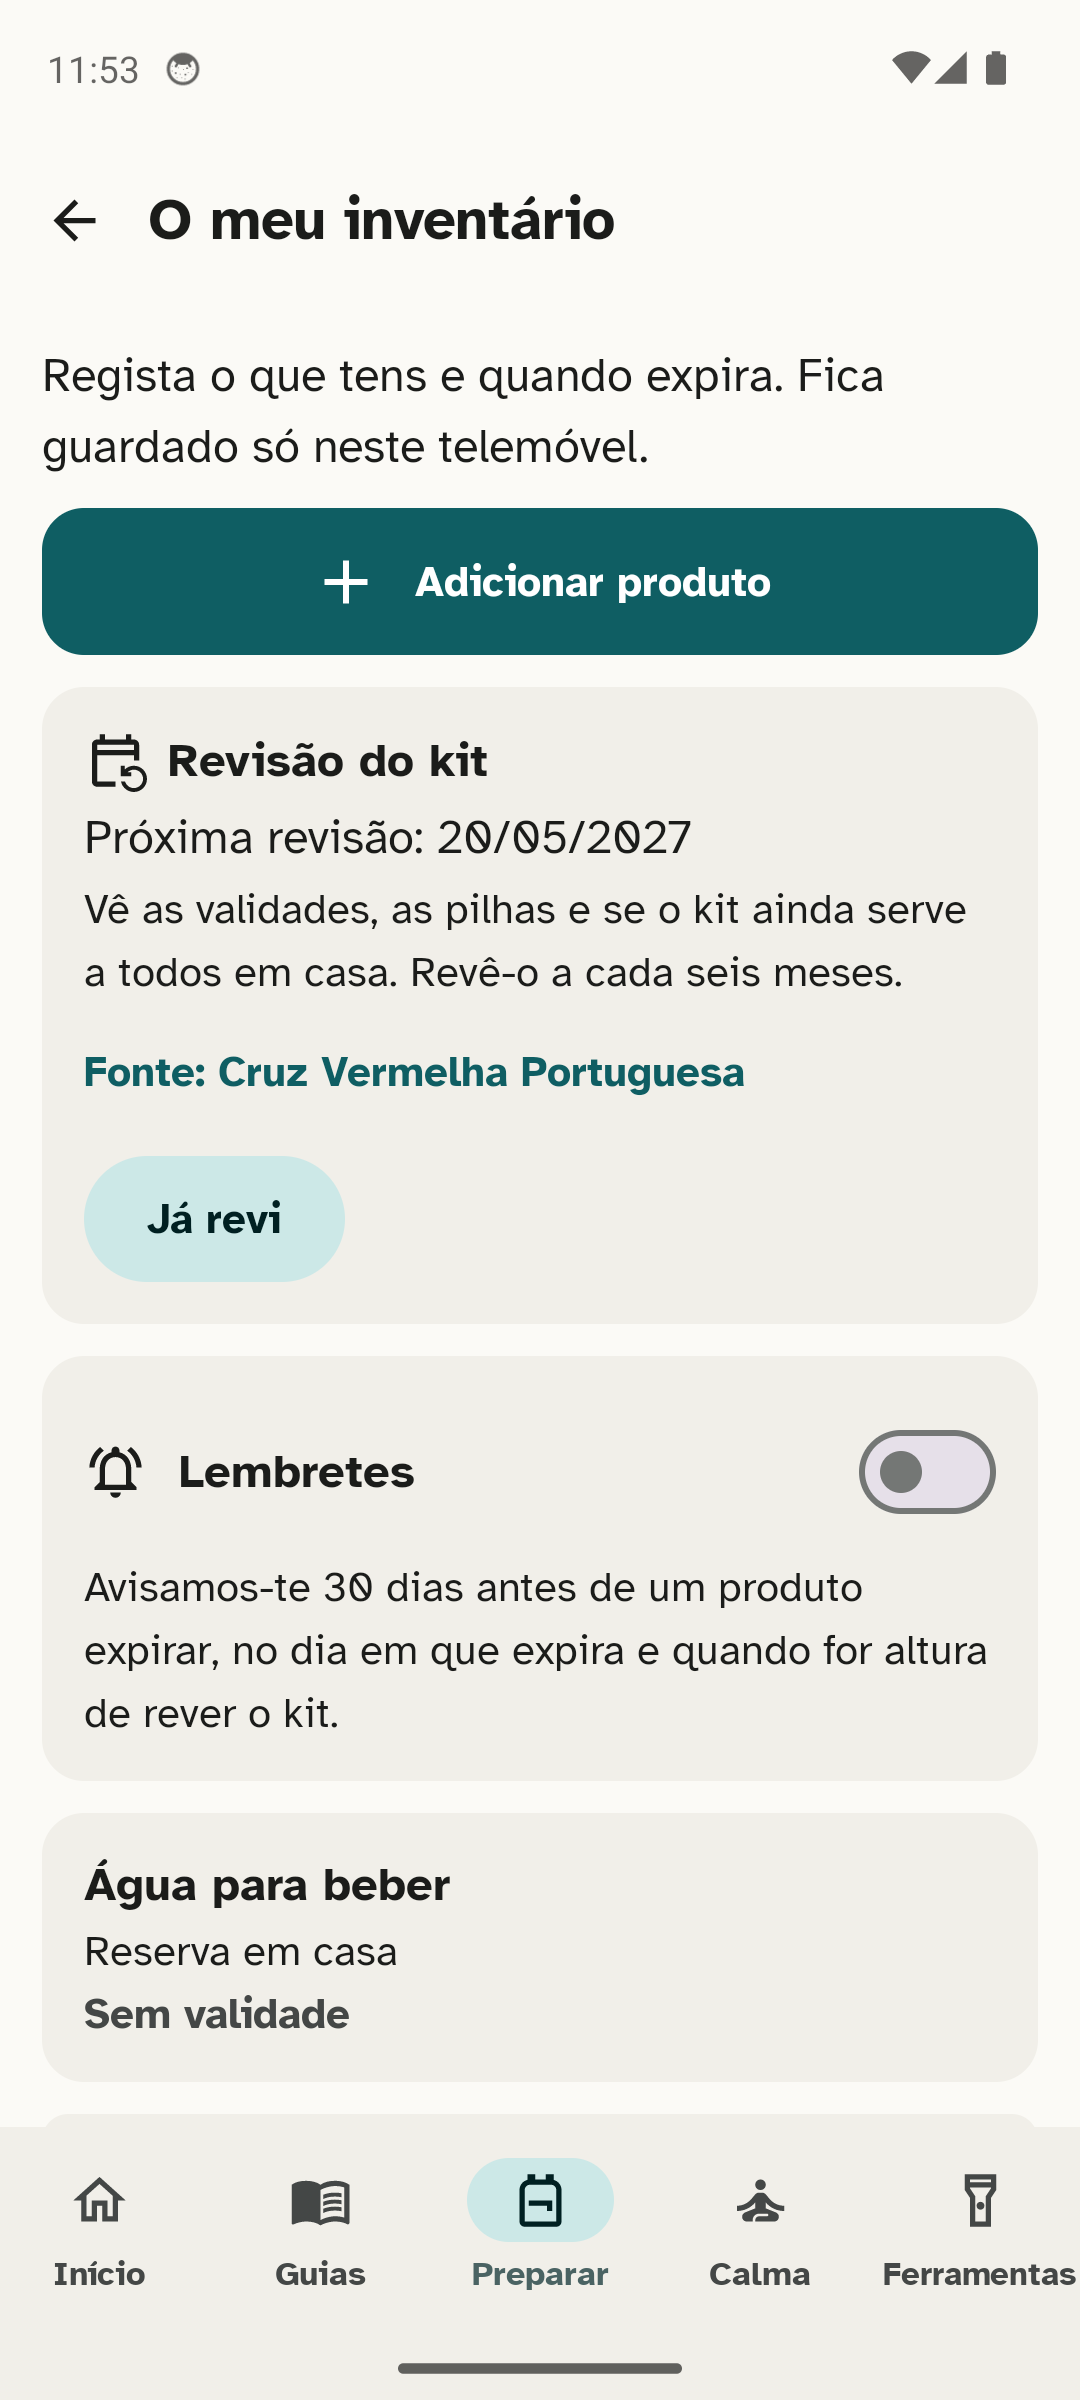 11:53
O meu inventário
Regista o que tens e quando expira. Fica
guardado só neste telemóvel.
Adicionar produto
Revisão do kit
Próxima revisão: 20/05/2027
Vê as validades, as pilhas e se o kit ainda serve
a todos em casa. Revê-o a cada seis meses.
Fonte: Cruz Vermelha Portuguesa
Já revi
Lembretes
Avisamos-te 30 dias antes de um produto
expirar, no dia em que expira e quando for altura
de rever o kit.
Água para beber
Reserva em casa
Sem validade
Início
Guias
Preparar
Calma
Ferramentas